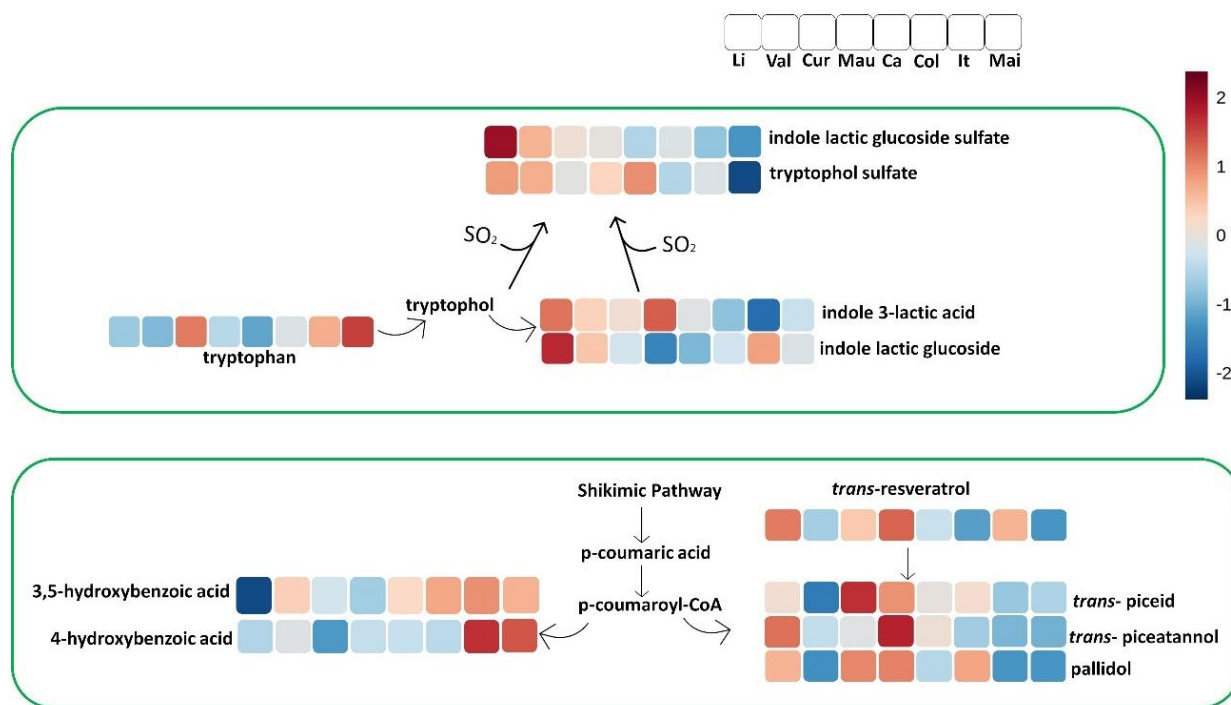 Li Val Cur Mau Ca Col It Mai
2
1
0
-1
-2
indole lactic glucoside sulfate
tryptophol sulfate
SO₂ SO₂
tryptophol
tryptophan
indole 3-lactic acid
indole lactic glucoside
Shikimic Pathway
p-coumaric acid
p-coumaroyl-CoA
3,5-hydroxybenzoic acid
4-hydroxybenzoic acid
trans-resveratrol
trans- piceid
trans- piceatannol
pallidol